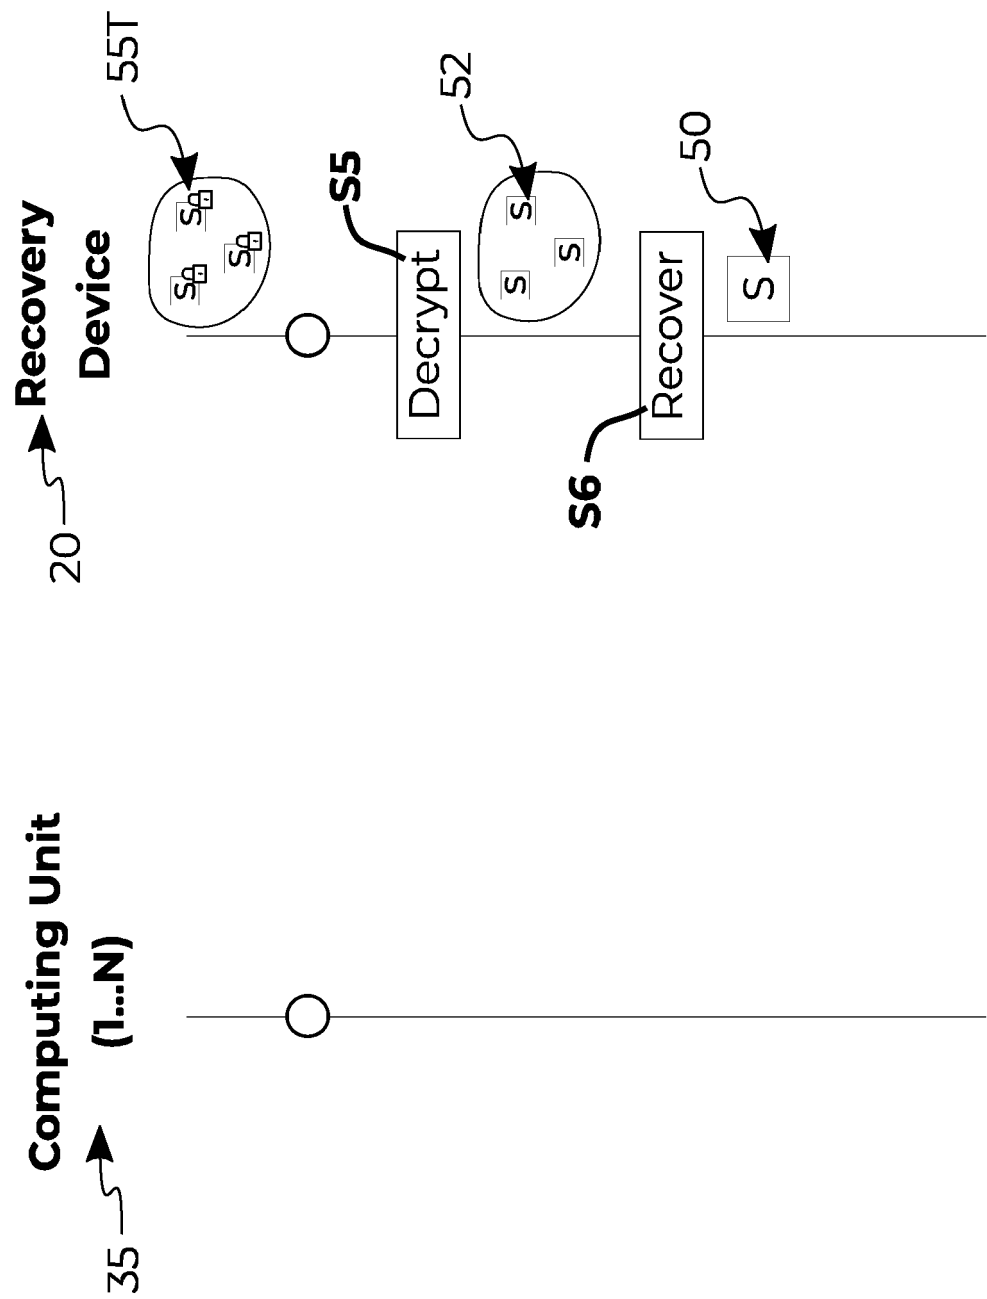 35
Computing Unit
(1...N)
20
Recovery
Device
55T
S
S
S
S5
Decrypt
52
S
S
S
S6
Recover
50
S